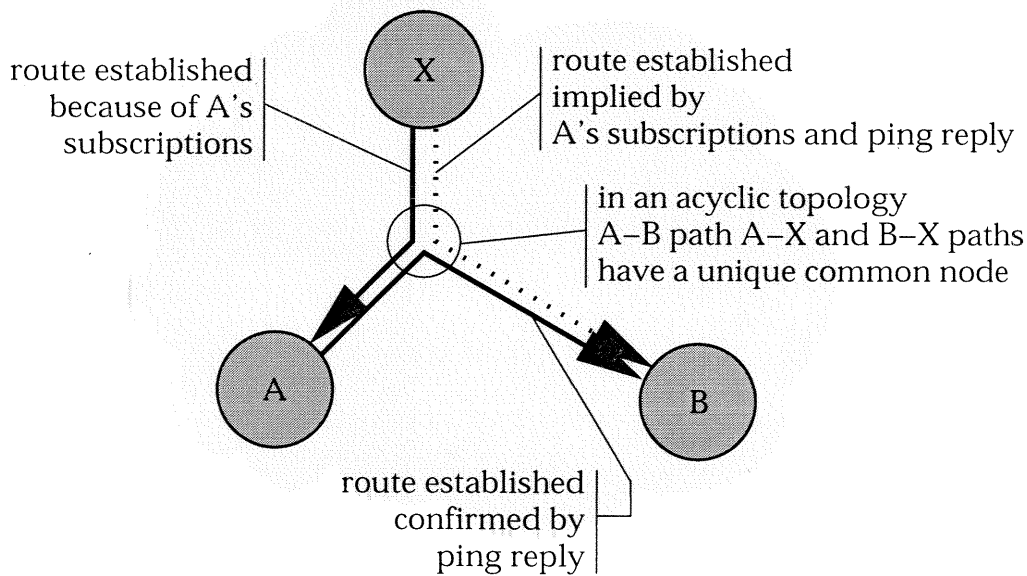 X
route established
because of A's
subscriptions
route established
implied by
A's subscriptions and ping reply
in an acyclic topology
A–B path A–X and B–X paths
have a unique common node
A
B
route established
confirmed by
ping reply